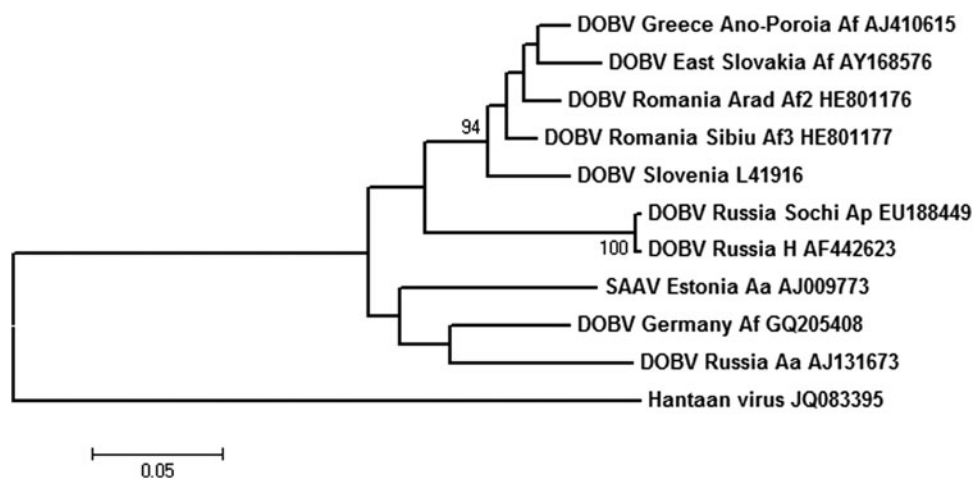 DOBV Greece Ano-Poroia Af AJ410615
DOBV East Slovakia Af AY168576
DOBV Romania Arad Af2 HE801176
94
DOBV Romania Sibiu Af3 HE801177
DOBV Slovenia L41916
DOBV Russia Sochi Ap EU188449
100
DOBV Russia H AF442623
SAAV Estonia Aa AJ009773
DOBV Germany Af GQ205408
DOBV Russia Aa AJ131673
Hantaan virus JQ083395
0.05